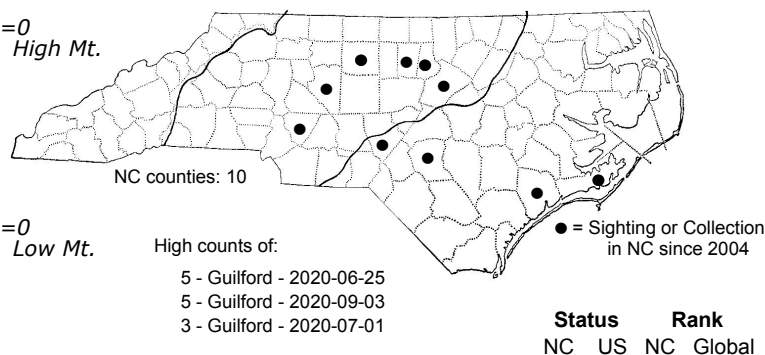 =0
High Mt.
NC counties: 10
=0
Low Mt.
High counts of:
5 - Guilford - 2020-06-25
5 - Guilford - 2020-09-03
3 - Guilford - 2020-07-01
● = Sighting or Collection
in NC since 2004
Status Rank
NC US NC Global